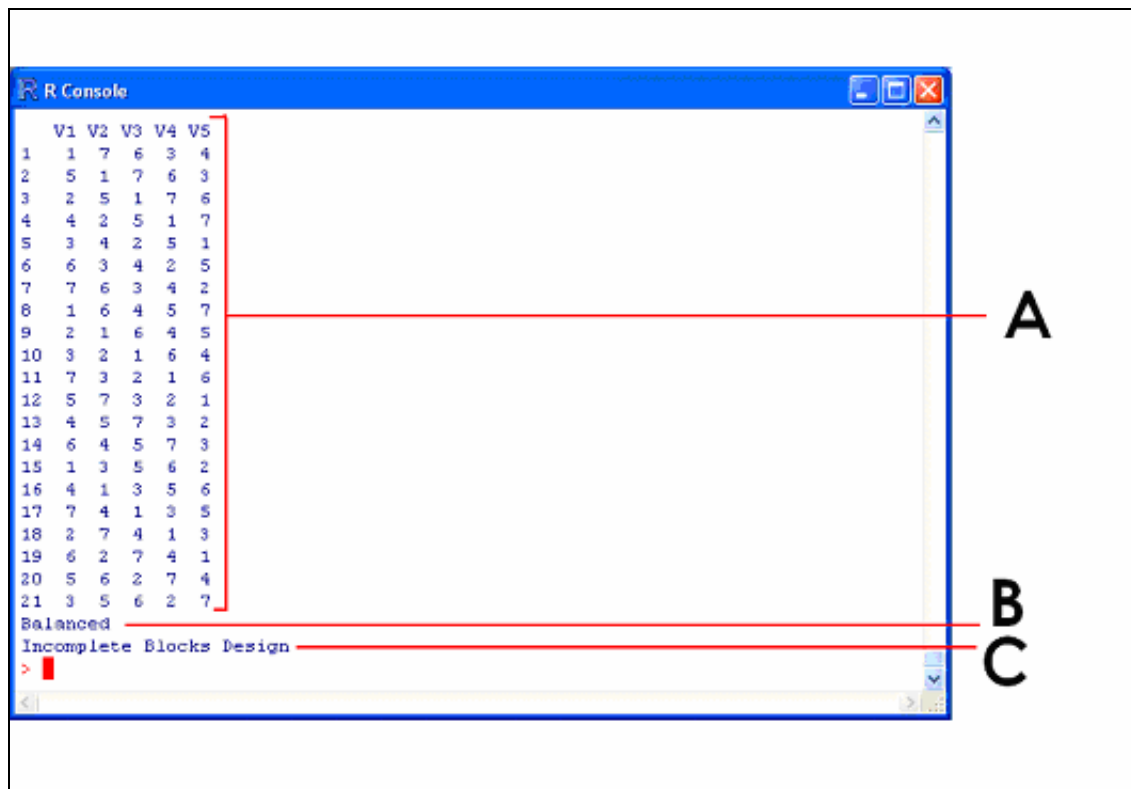 R Console
V1 V2 V3 V4 V5
1 1 7 6 3 4
2 5 1 7 6 3
3 2 5 1 7 6
4 4 2 5 1 7
5 3 4 2 5 1
6 6 3 4 2 5
7 7 6 3 4 2
8 1 6 4 5 7
9 2 1 6 4 5
10 3 2 1 6 4
11 7 3 2 1 6
12 5 7 3 2 1
13 4 5 7 3 2
14 6 4 5 7 3
15 1 3 5 6 2
16 4 1 3 5 6
17 7 4 1 3 5
18 2 7 4 1 3
19 6 2 7 4 1
20 5 6 2 7 4
21 3 5 6 2 7
Balanced
Incomplete Blocks Design
>
A
B
C